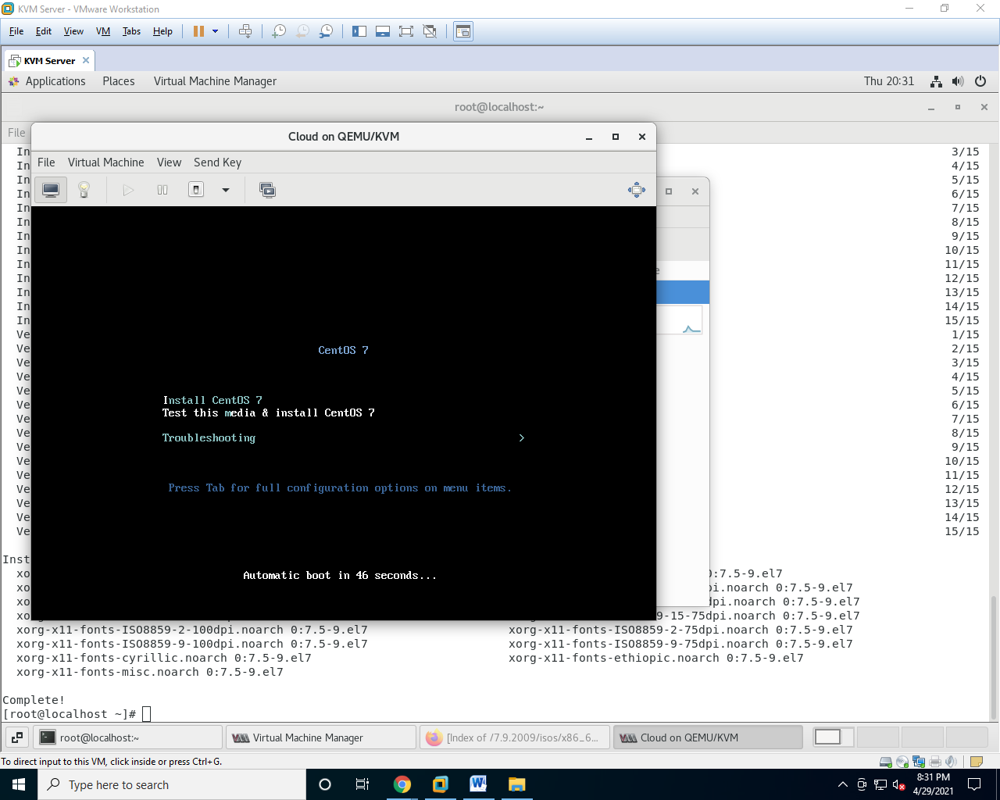 KVM Server - VMware Workstation
File Edit View VM Tabs Help
KVM Server
Applications Places Virtual Machine Manager Thu 20:31
root@localhost:~
File
Cloud on QEMU/KVM
File Virtual Machine View Send Key
In 3/15
In 4/15
In 5/15
In 6/15
In 7/15
In 8/15
In 9/15
In 10/15
In 11/15
In 12/15
In 13/15
In 14/15
In 15/15
Ve 1/15
Ve 2/15
Ve 3/15
Ve 4/15
Ve 5/15
Ve 6/15
Ve 7/15
Ve 8/15
Ve 9/15
Ve 10/15
Ve 11/15
Ve 12/15
Ve 13/15
Ve 14/15
Ve 15/15
CentOS 7
Install CentOS 7
Test this media & install CentOS 7
Troubleshooting >
Press Tab for full configuration options on menu items.
Automatic boot in 46 seconds...
Inst
xo :7.5-9.el7
xo pi.noarch 0:7.5-9.el7
xo dpi.noarch 0:7.5-9.el7
xo 9-15-75dpi.noarch 0:7.5-9.el7
xorg-x11-fonts-ISO8859-2-100dpi.noarch 0:7.5-9.el7 xorg-x11-fonts-ISO8859-2-75dpi.noarch 0:7.5-9.el7
xorg-x11-fonts-ISO8859-9-100dpi.noarch 0:7.5-9.el7 xorg-x11-fonts-ISO8859-9-75dpi.noarch 0:7.5-9.el7
xorg-x11-fonts-cyrillic.noarch 0:7.5-9.el7 xorg-x11-fonts-ethiopic.noarch 0:7.5-9.el7
xorg-x11-fonts-misc.noarch 0:7.5-9.el7
Complete!
[root@localhost ~]#
root@localhost:~ Virtual Machine Manager [Index of /7.9.2009/isos/x86_6... Cloud on QEMU/KVM
To direct input to this VM, click inside or press Ctrl+G.
Type here to search
8:31 PM
4/29/2021